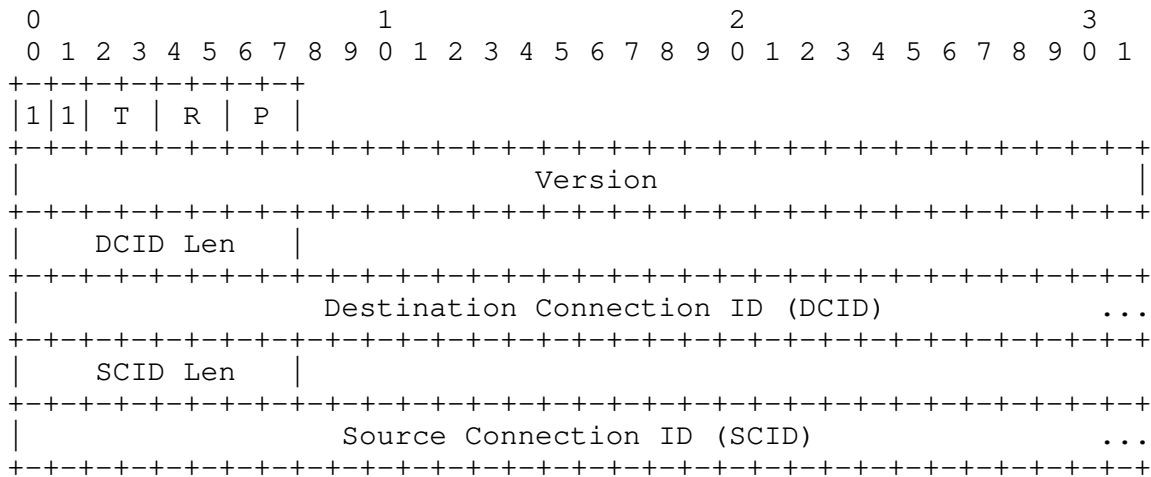 0                   1                   2                   3
 0 1 2 3 4 5 6 7 8 9 0 1 2 3 4 5 6 7 8 9 0 1 2 3 4 5 6 7 8 9 0 1
+-+-+-+-+-+-+-+-+
|1|1| T | R | P |
+-+-+-+-+-+-+-+-+-+-+-+-+-+-+-+-+-+-+-+-+-+-+-+-+-+-+-+-+-+-+-+-+
|                             Version                           |
+-+-+-+-+-+-+-+-+-+-+-+-+-+-+-+-+-+-+-+-+-+-+-+-+-+-+-+-+-+-+-+-+
|    DCID Len   |
+-+-+-+-+-+-+-+-+-+-+-+-+-+-+-+-+-+-+-+-+-+-+-+-+-+-+-+-+-+-+-+-+
|                 Destination Connection ID (DCID)            ...
+-+-+-+-+-+-+-+-+-+-+-+-+-+-+-+-+-+-+-+-+-+-+-+-+-+-+-+-+-+-+-+-+
|    SCID Len   |
+-+-+-+-+-+-+-+-+-+-+-+-+-+-+-+-+-+-+-+-+-+-+-+-+-+-+-+-+-+-+-+-+
|                  Source Connection ID (SCID)                ...
+-+-+-+-+-+-+-+-+-+-+-+-+-+-+-+-+-+-+-+-+-+-+-+-+-+-+-+-+-+-+-+-+